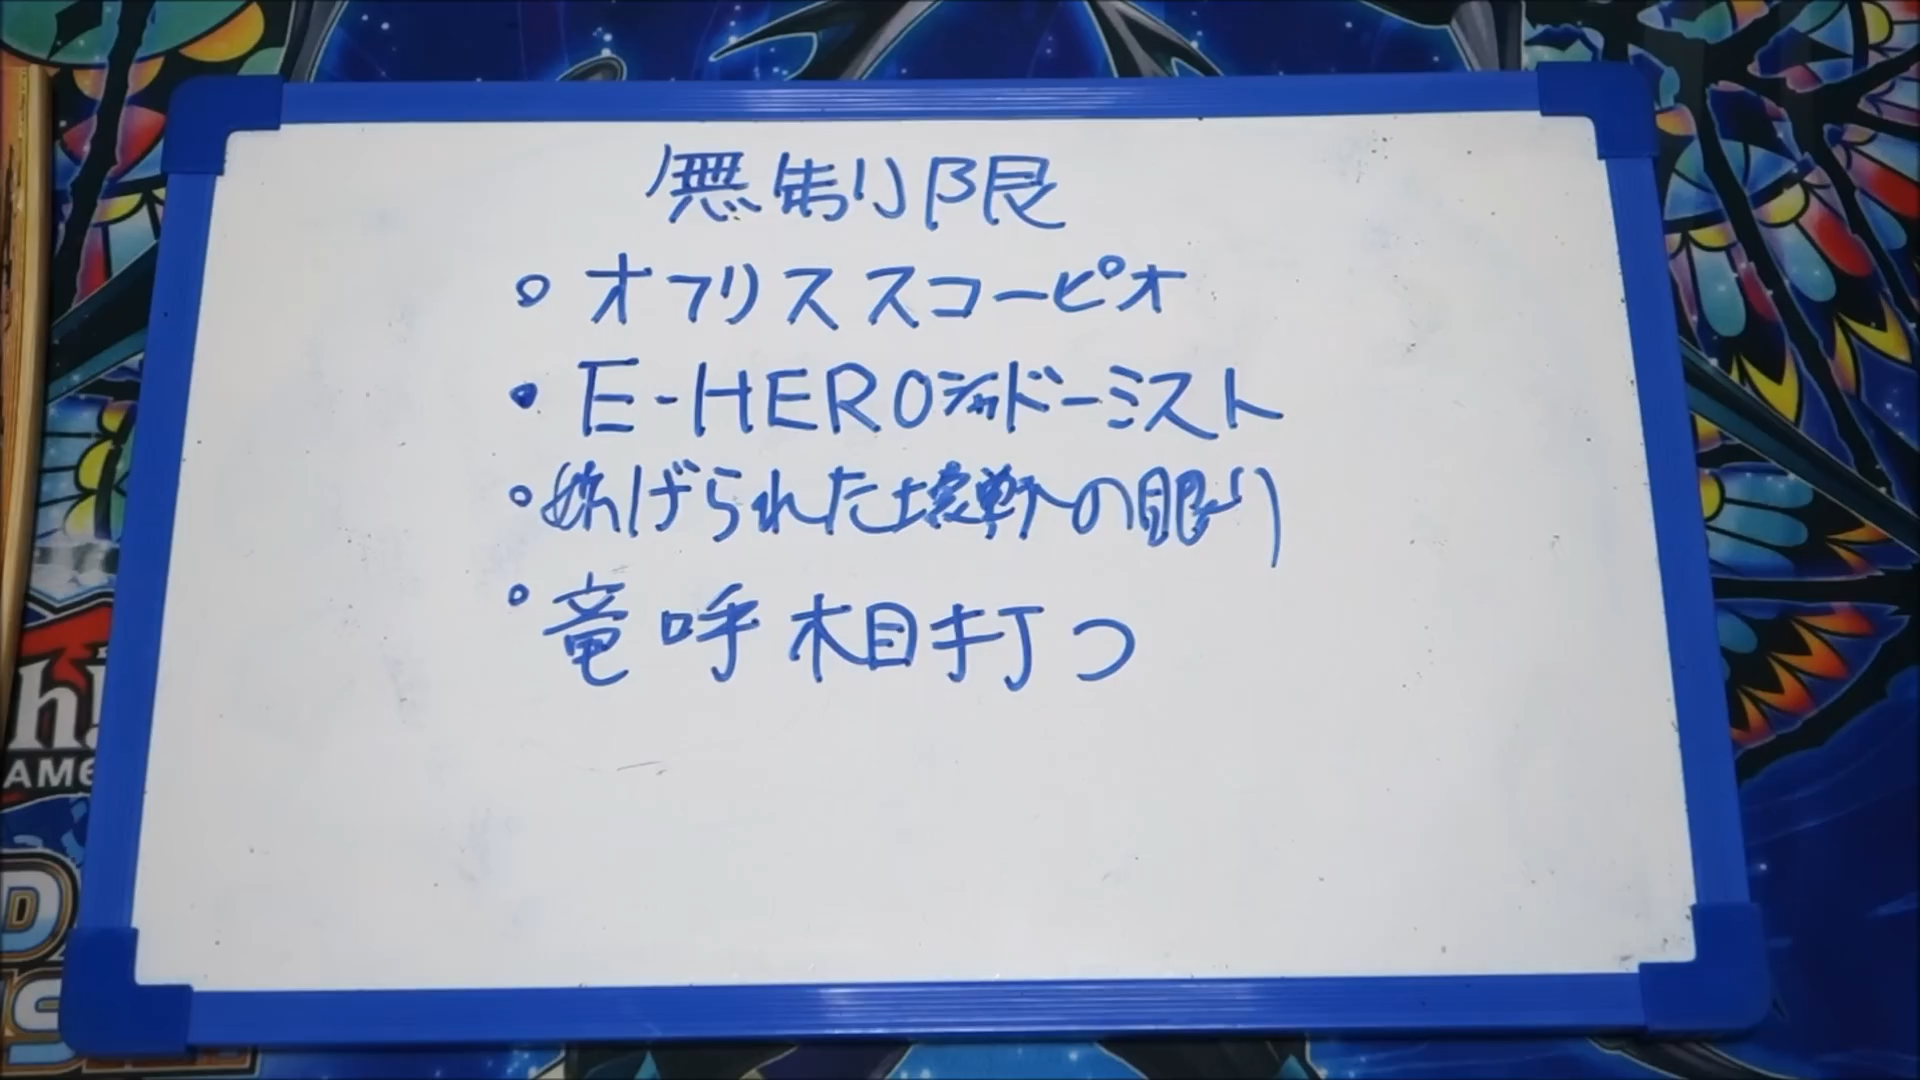 無制限
・オフリススコーピオ
・E-HEROシャドーミスト
・妨げられた壊獣の眠り
・竜呼相打つ
h!
AME
D